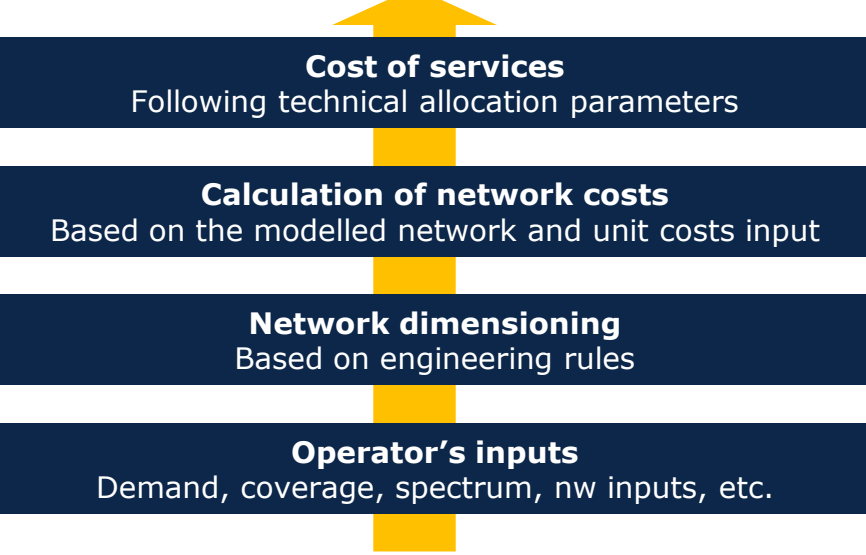 Cost of services
Following technical allocation parameters
Calculation of network costs
Based on the modelled network and unit costs input
Network dimensioning
Based on engineering rules
Operator’s inputs
Demand, coverage, spectrum, nw inputs, etc.